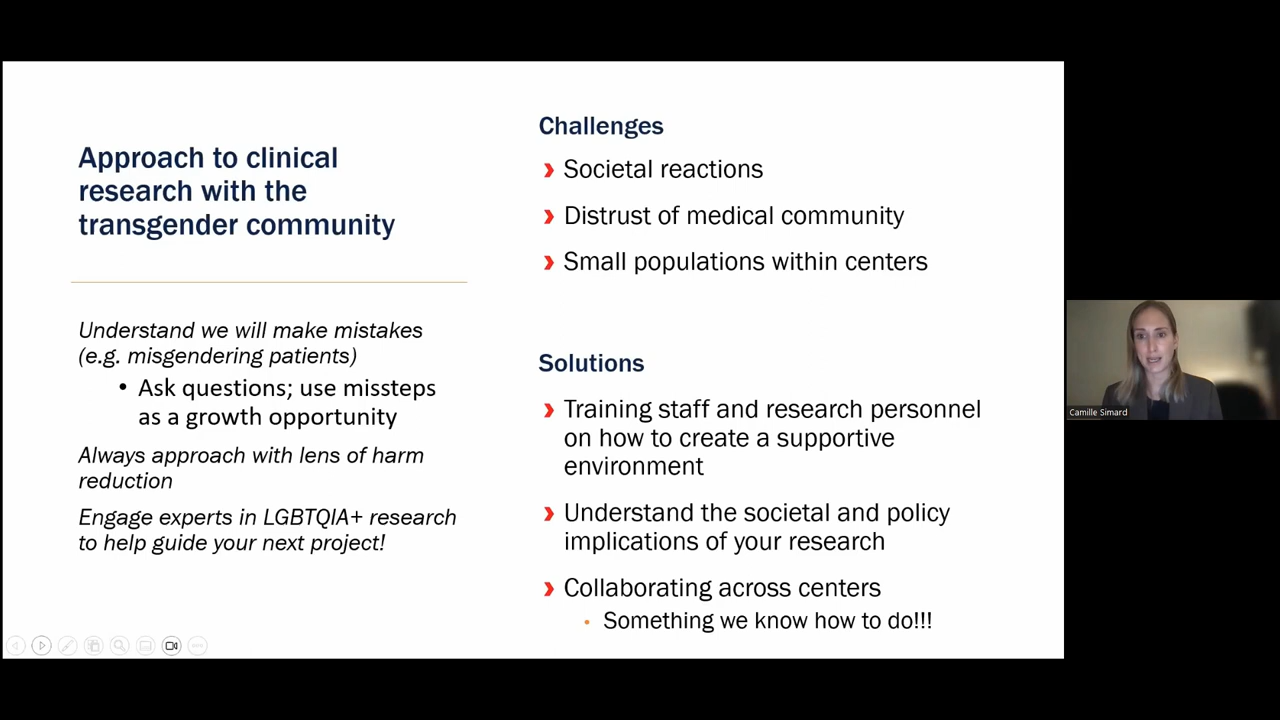 Approach to clinical
research with the
transgender community
Understand we will make mistakes
(e.g. misgendering patients)
• Ask questions; use missteps
as a growth opportunity
Always approach with lens of harm
reduction
Engage experts in LGBTQIA+ research
to help guide your next project!
Challenges
Societal reactions
Distrust of medical community
Small populations within centers
Solutions
Training staff and research personnel
on how to create a supportive
environment
Understand the societal and policy
implications of your research
Collaborating across centers
• Something we know how to do!!!
Camille Simard